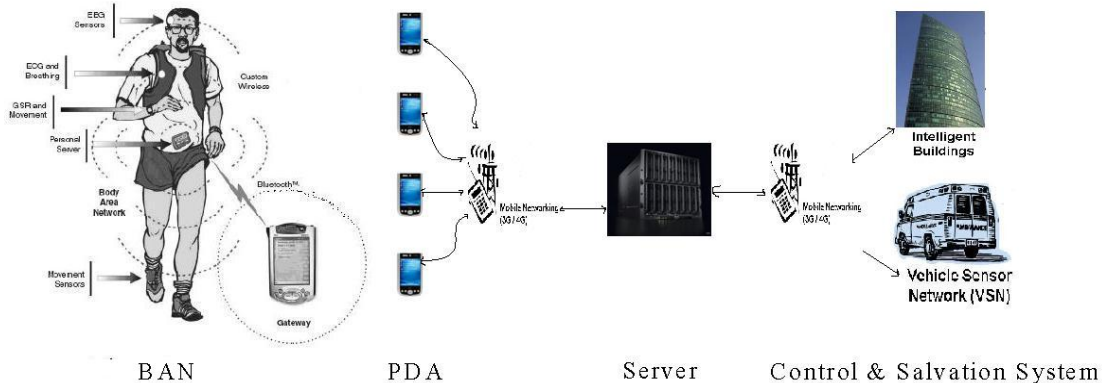 EEG
Sensors
ECG and
Breathing
GSR and
Movement
Personal
Server
Body
Area
Network
Movement
Sensors
Custom
Wireless
Bluetooth™
Gateway
Mobile Networking
(3G / 4G)
Mobile Networking
(3G / 4G)
Intelligent
Buildings
AMBULANCE
Vehicle Sensor
Network (VSN)
BAN
PDA
Server
Control & Salvation System